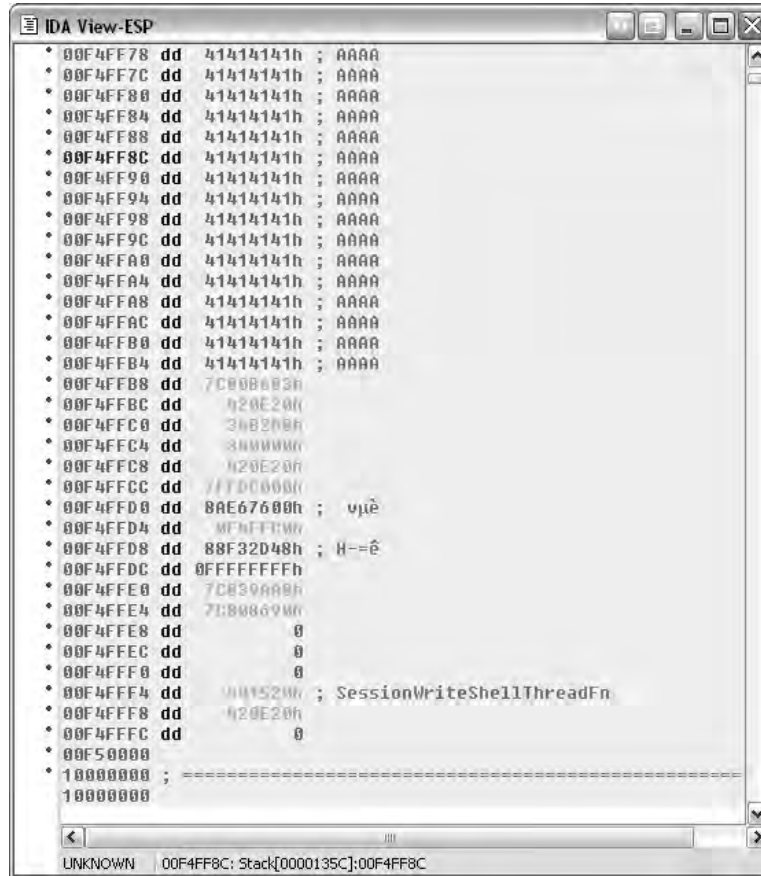 IDA View-ESP
00F4FF78 dd 41414141h ; AAAA
00F4FF7C dd 41414141h ; AAAA
00F4FF80 dd 41414141h ; AAAA
00F4FF84 dd 41414141h ; AAAA
00F4FF88 dd 41414141h ; AAAA
00F4FF8C dd 41414141h ; AAAA
00F4FF90 dd 41414141h ; AAAA
00F4FF94 dd 41414141h ; AAAA
00F4FF98 dd 41414141h ; AAAA
00F4FF9C dd 41414141h ; AAAA
00F4FFA0 dd 41414141h ; AAAA
00F4FFA4 dd 41414141h ; AAAA
00F4FFA8 dd 41414141h ; AAAA
00F4FFAC dd 41414141h ; AAAA
00F4FFB0 dd 41414141h ; AAAA
00F4FFB4 dd 41414141h ; AAAA
00F4FFB8 dd
00F4FFBC dd 420E20h
00F4FFC0 dd
00F4FFC4 dd
00F4FFC8 dd 420E20h
00F4FFCC dd
00F4FFD0 dd 8AE67600h ; vµè
00F4FFD4 dd
00F4FFD8 dd 88F32D48h ; H-=ê
00F4FFDC dd 0FFFFFFFFh
00F4FFE0 dd
00F4FFE4 dd
00F4FFE8 dd 0
00F4FFEC dd 0
00F4FFF0 dd 0
00F4FFF4 dd ; SessionWriteShellThreadFn
00F4FFF8 dd 420E20h
00F4FFFC dd 0
00F50000
10000000 ; ==================================================
10000000
UNKNOWN 00F4FF8C: Stack[0000135C]:00F4FF8C